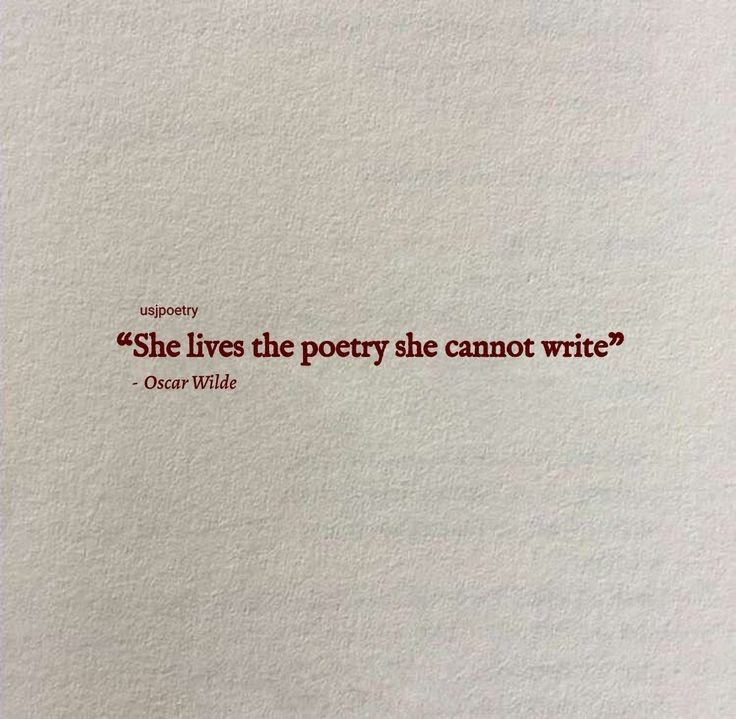 usjpoetry
“She lives the poetry she cannot write”
- Oscar Wilde